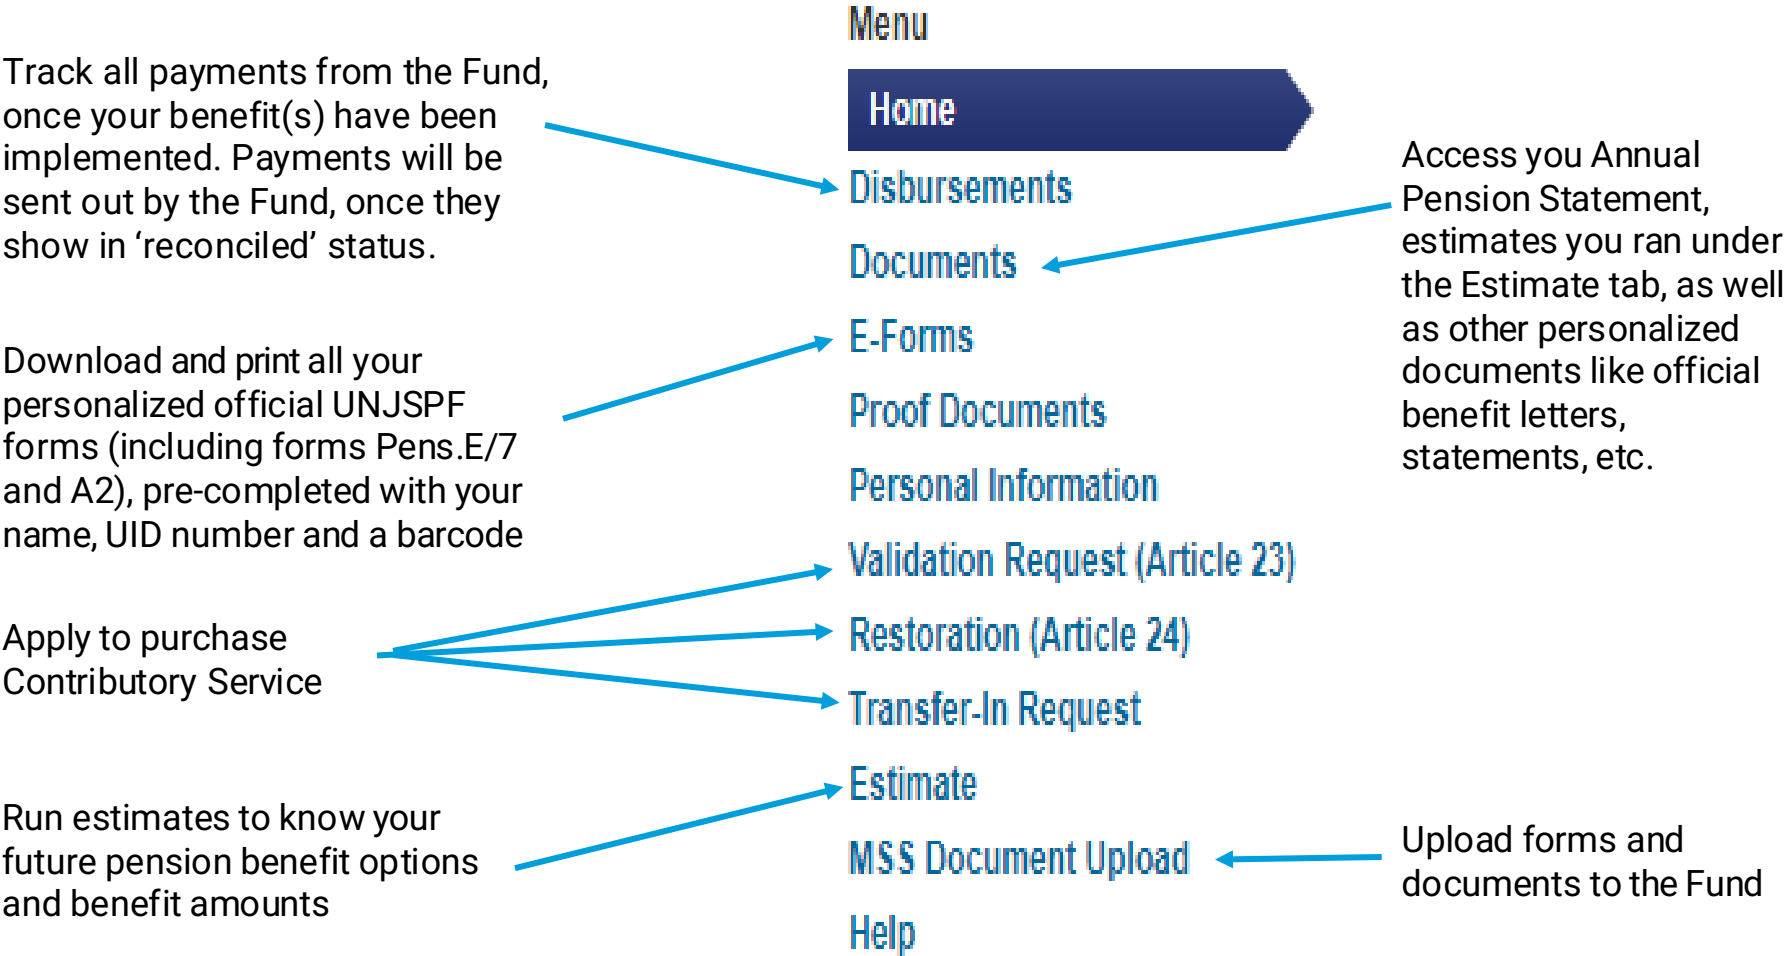 Menu
Track all payments from the Fund,
once your benefit(s) have been
implemented. Payments will be
sent out by the Fund, once they
show in ‘reconciled’ status.
Download and print all your
personalized official UNJSPF
forms (including forms Pens.E/7
and A2), pre-completed with your
name, UID number and a barcode
Apply to purchase
Contributory Service
Run estimates to know your
future pension benefit options
and benefit amounts
Home
Disbursements
Documents
E-Forms
Proof Documents
Personal Information
Validation Request (Article 23)
Restoration (Article 24)
Transfer-In Request
Estimate
MSS Document Upload
Help
Access you Annual
Pension Statement,
estimates you ran under
the Estimate tab, as well
as other personalized
documents like official
benefit letters,
statements, etc.
Upload forms and
documents to the Fund